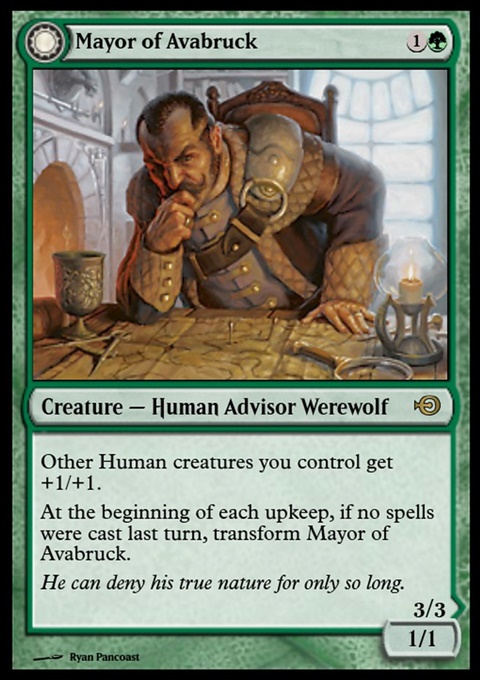 Mayor of Avabruck 1
Creature — Human Advisor Werewolf
Other Human creatures you control get
+1/+1.
At the beginning of each upkeep, if no spells
were cast last turn, transform Mayor of
Avabruck.
He can deny his true nature for only so long.
3/3
1/1
Ryan Pancoast